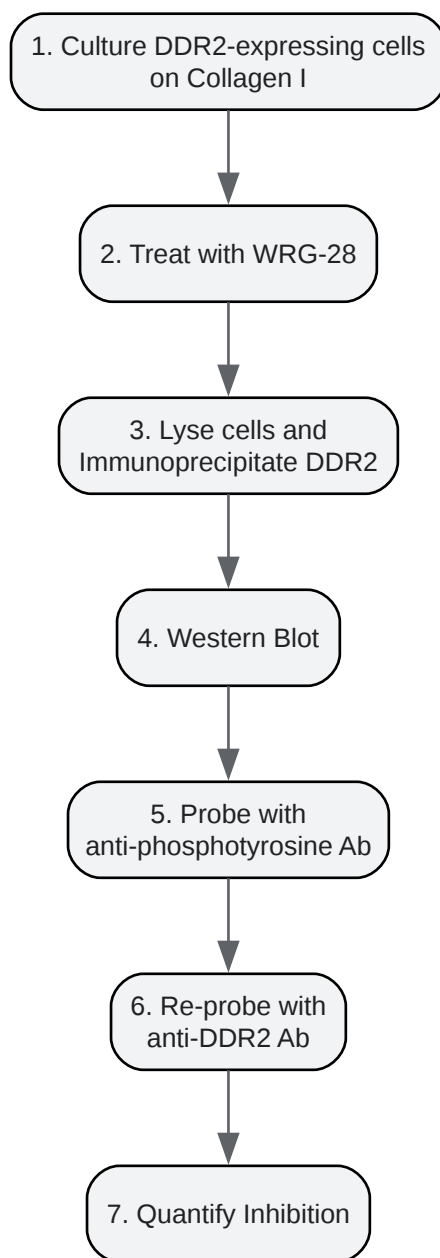 1. Culture DDR2-expressing cells
on Collagen I
2. Treat with WRG-28
3. Lyse cells and
Immunoprecipitate DDR2
4. Western Blot
5. Probe with
anti-phosphotyrosine Ab
6. Re-probe with
anti-DDR2 Ab
7. Quantify Inhibition